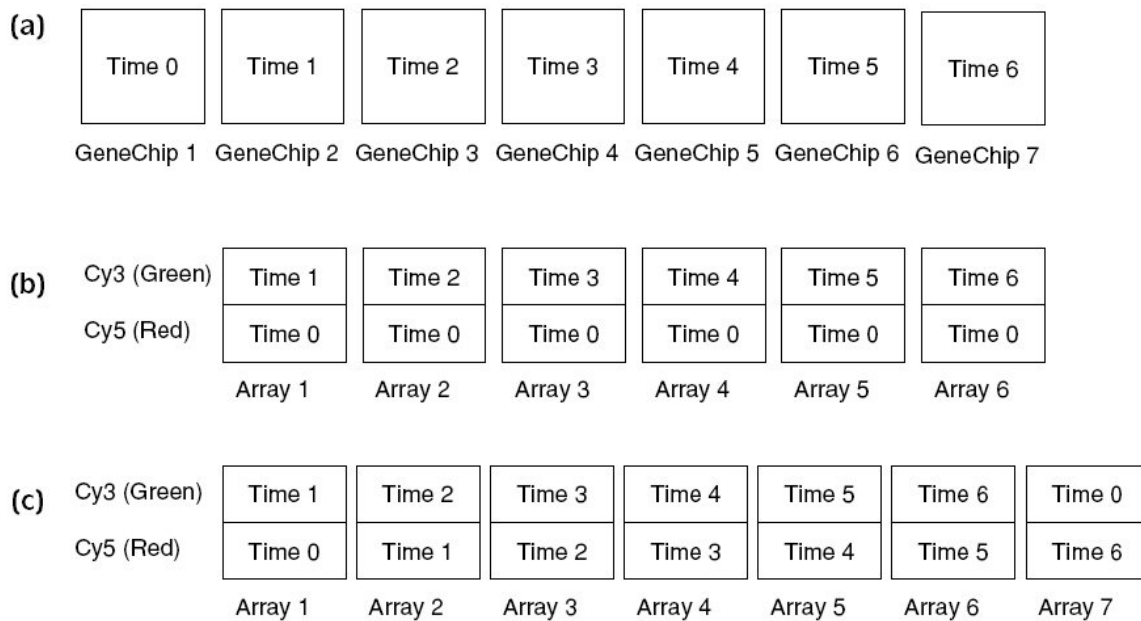 (a)
Time 0 Time 1 Time 2 Time 3 Time 4 Time 5 Time 6
GeneChip 1 GeneChip 2 GeneChip 3 GeneChip 4 GeneChip 5 GeneChip 6 GeneChip 7
(b)
Cy3 (Green) Time 1 Time 2 Time 3 Time 4 Time 5 Time 6
Cy5 (Red) Time 0 Time 0 Time 0 Time 0 Time 0 Time 0
Array 1 Array 2 Array 3 Array 4 Array 5 Array 6
(c)
Cy3 (Green) Time 1 Time 2 Time 3 Time 4 Time 5 Time 6 Time 0
Cy5 (Red) Time 0 Time 1 Time 2 Time 3 Time 4 Time 5 Time 6
Array 1 Array 2 Array 3 Array 4 Array 5 Array 6 Array 7